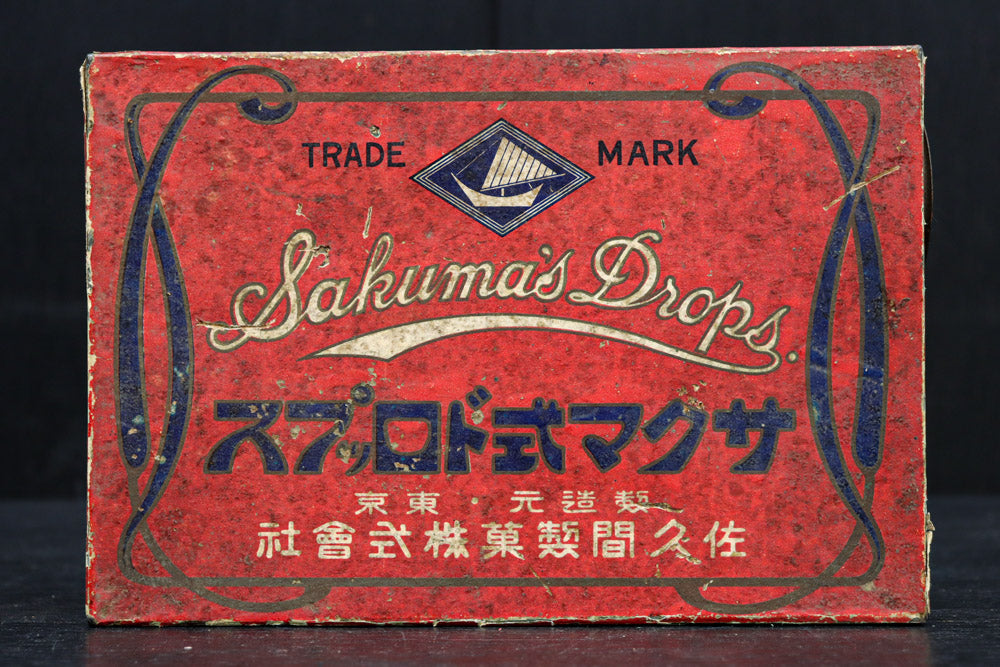 TRADE MARK
Sakuma's Drops.
サクマ式ドロップス
製造元・東京
佐久間製菓株式會社